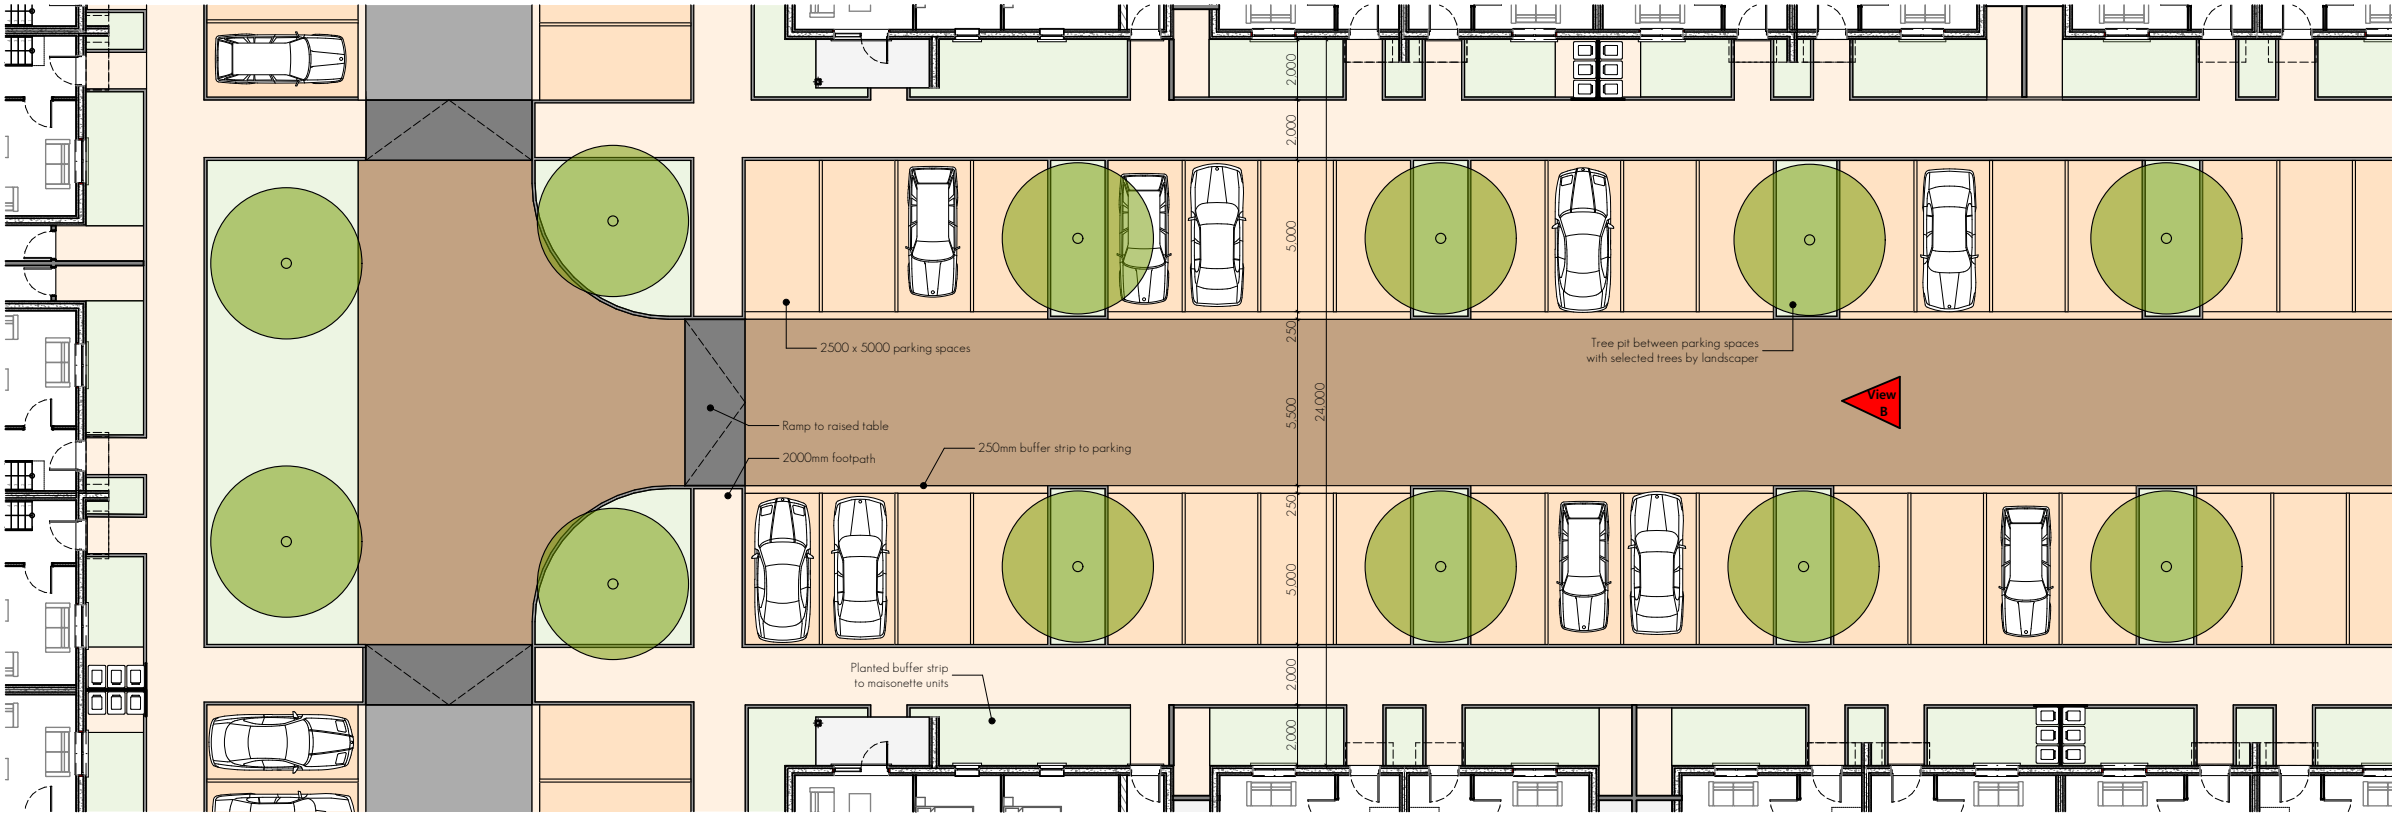 2.000
2.000
5.000
250
2500 x 5000 parking spaces
Tree pit between parking spaces
with selected trees by landscaper
View
B
5.500
24.000
Ramp to raised table
250mm buffer strip to parking
2000mm footpath
250
5.000
Planted buffer strip
to maisonette units
2.000
2.000